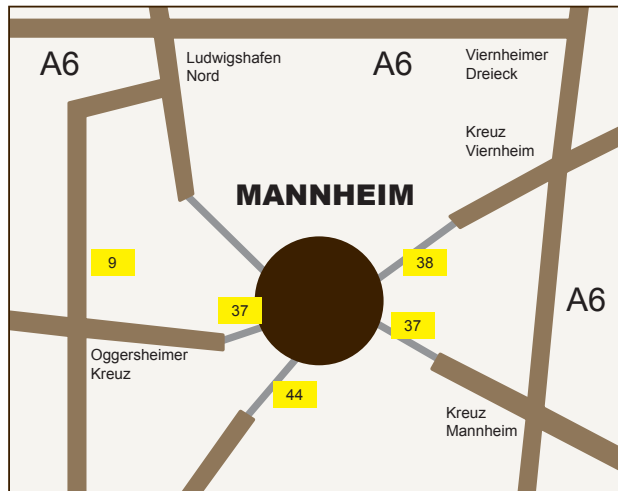 A6
Ludwigshafen
Nord
A6
Viernheimer
Dreieck
Kreuz
Viernheim
MANNHEIM
9
38
A6
37
37
Oggersheimer
Kreuz
44
Kreuz
Mannheim